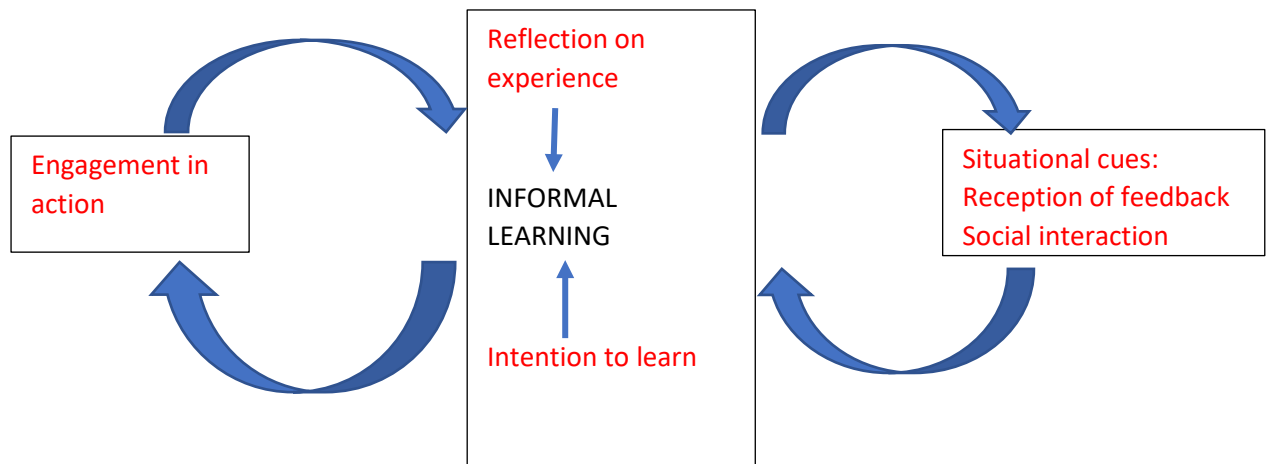 Engagement in
action
Reflection on
experience
INFORMAL
LEARNING
Intention to learn
Situational cues:
Reception of feedback
Social interaction